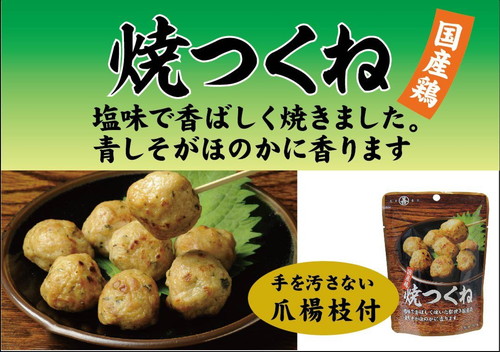 焼つくね
国産鶏
塩味で香ばしく焼きました。
青しそがほのかに香ります
手を汚さない
爪楊枝付
焼つくね